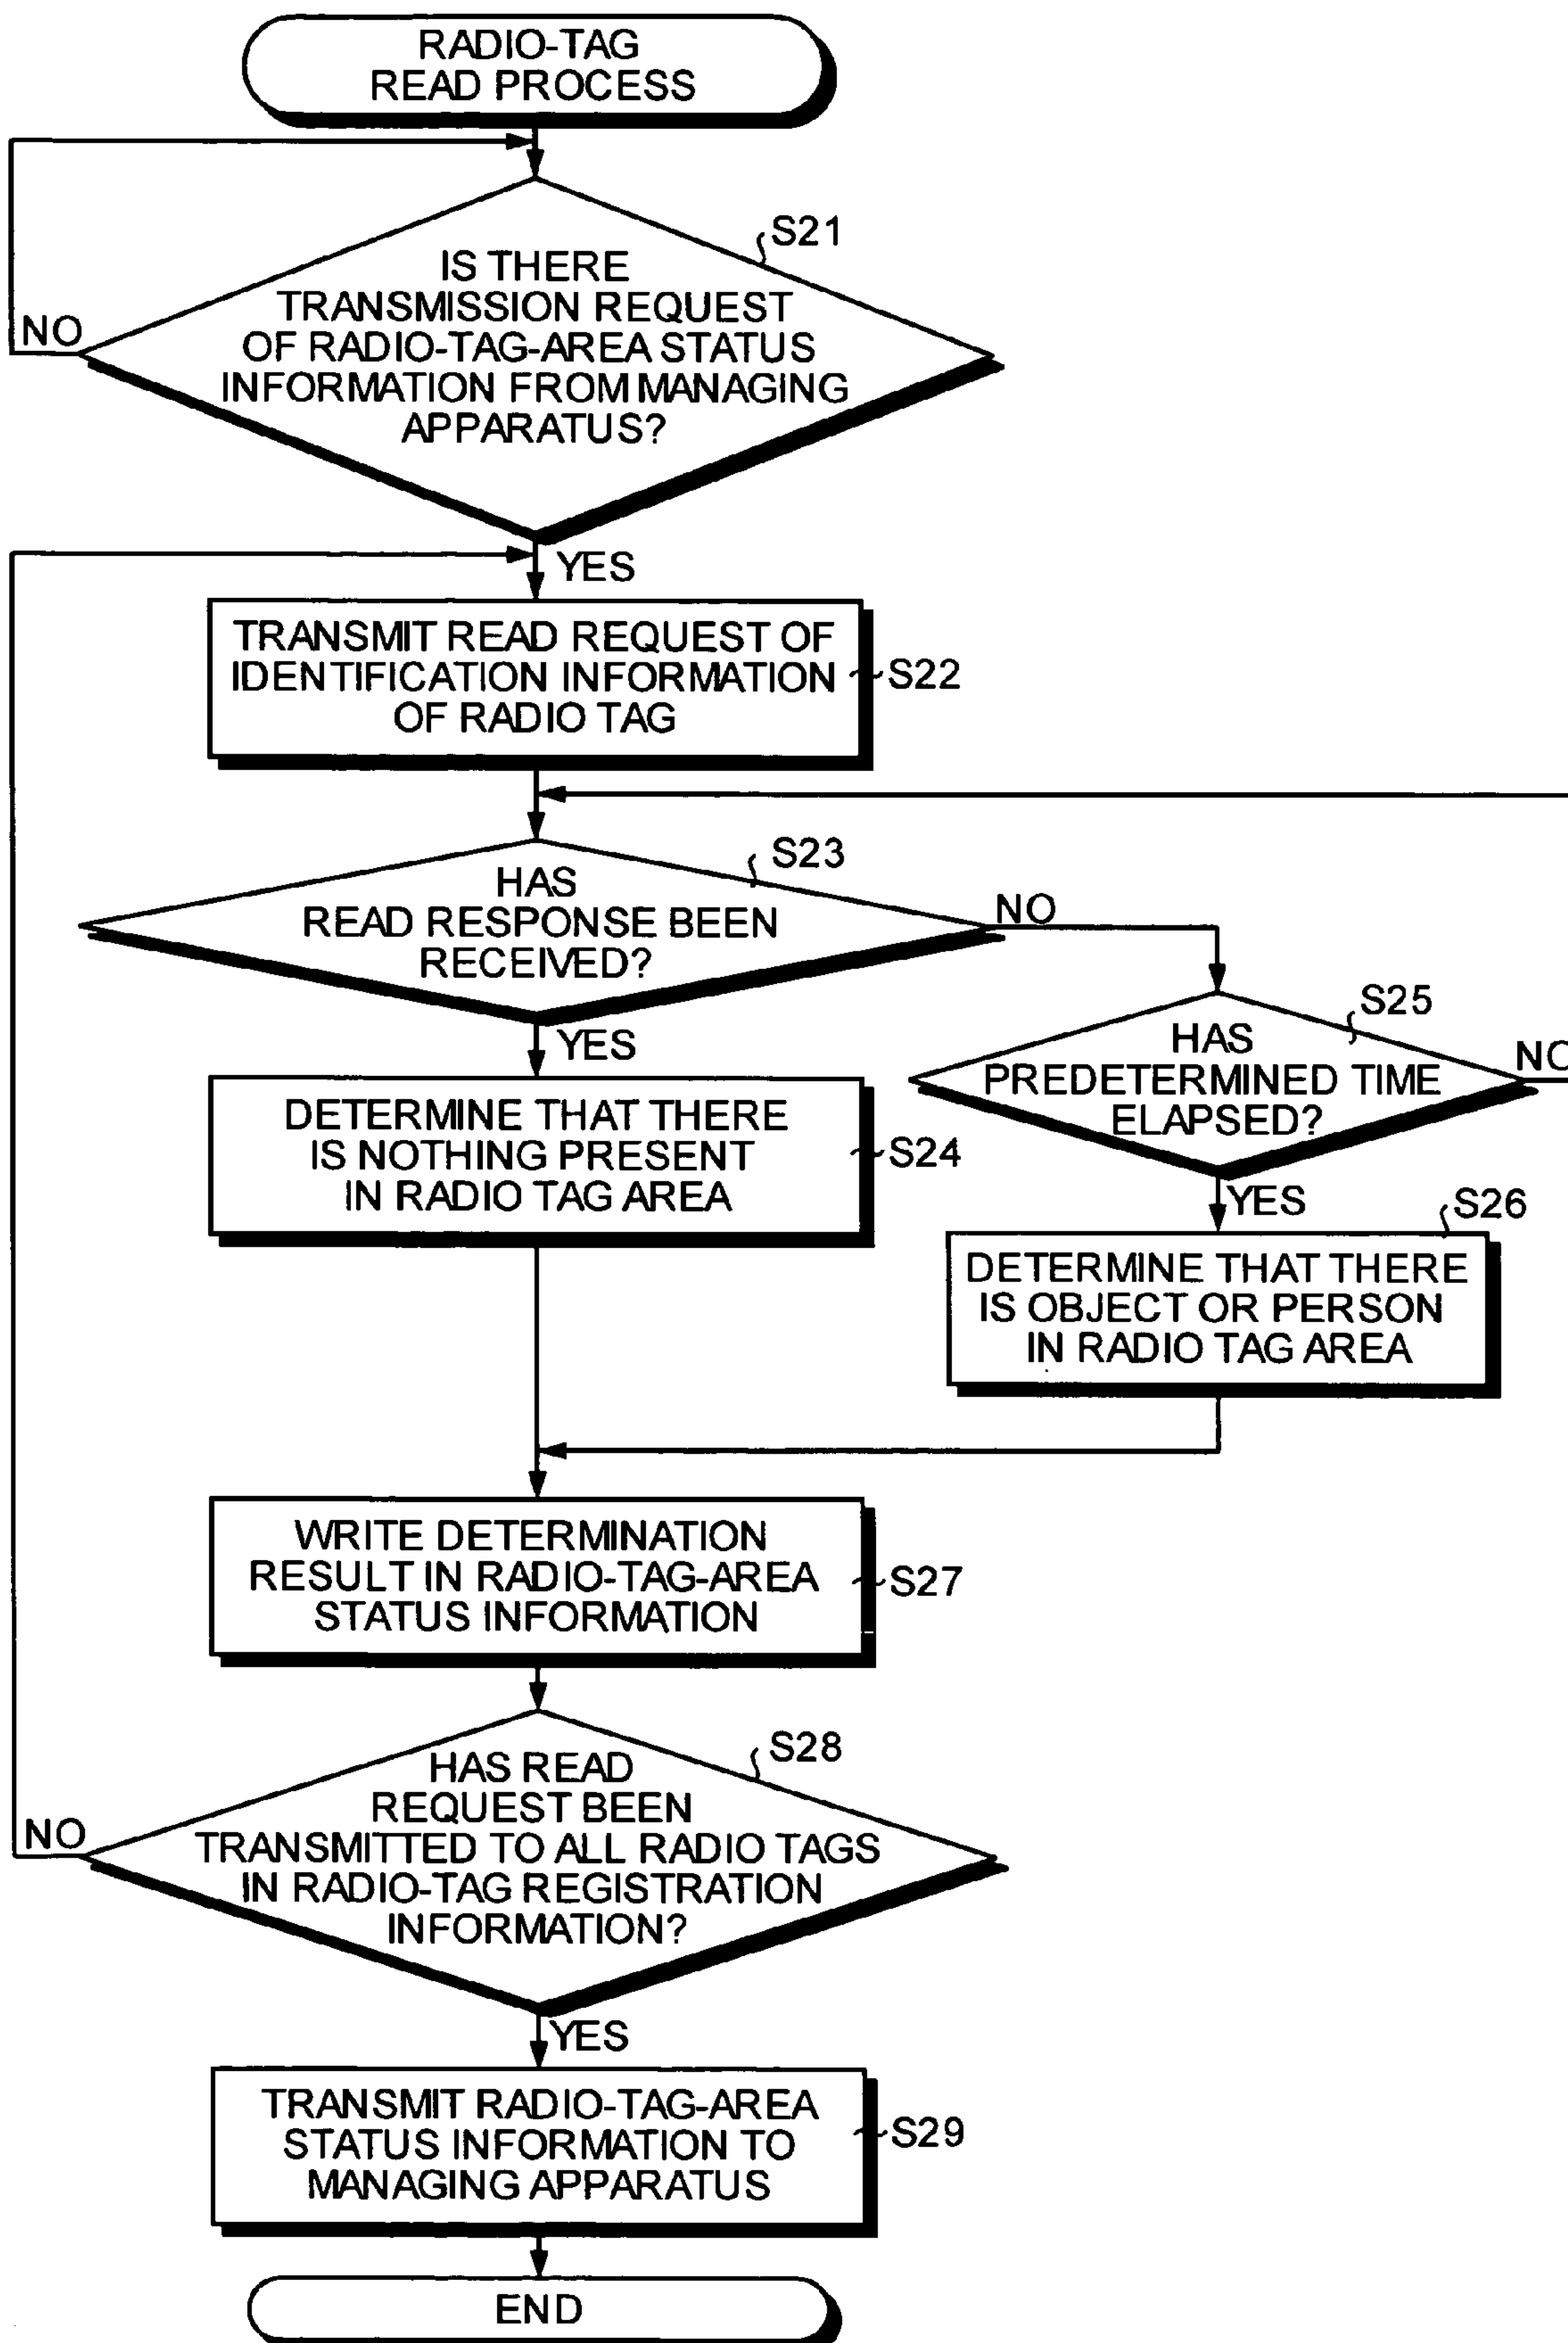 RADIO-TAG
READ PROCESS
S21
IS THERE
TRANSMISSION REQUEST
OF RADIO-TAG-AREA STATUS
INFORMATION FROM MANAGING
APPARATUS?
NO
YES
TRANSMIT READ REQUEST OF
IDENTIFICATION INFORMATION
OF RADIO TAG
S22
S23
HAS
READ RESPONSE BEEN
RECEIVED?
NO
YES
S25
HAS
PREDETERMINED TIME
ELAPSED?
NO
YES
DETERMINE THAT THERE
IS NOTHING PRESENT
IN RADIO TAG AREA
S24
S26
DETERMINE THAT THERE
IS OBJECT OR PERSON
IN RADIO TAG AREA
WRITE DETERMINATION
RESULT IN RADIO-TAG-AREA
STATUS INFORMATION
S27
S28
HAS READ
REQUEST BEEN
TRANSMITTED TO ALL RADIO TAGS
IN RADIO-TAG REGISTRATION
INFORMATION?
NO
YES
TRANSMIT RADIO-TAG-AREA
STATUS INFORMATION TO
MANAGING APPARATUS
S29
END